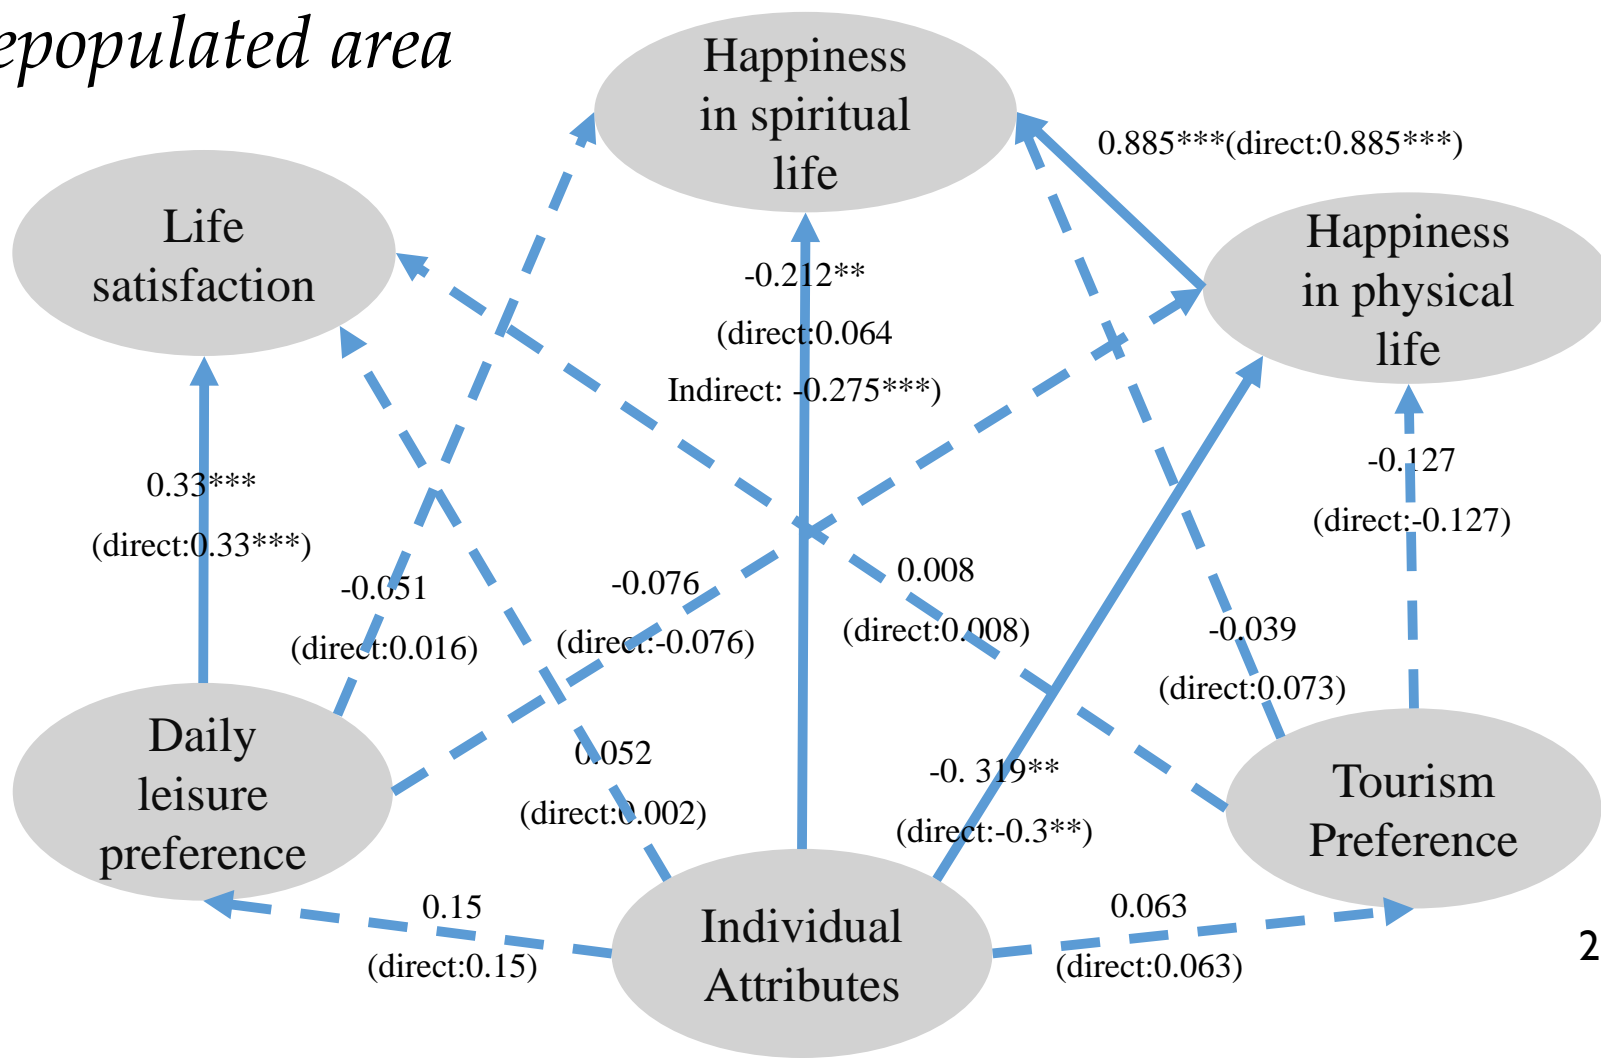 epopulated area
Happiness
in spiritual
life
0.885***(direct:0.885***)
Life
satisfaction
Happiness
in physical
life
-0.212**
(direct:0.064
Indirect: -0.275***)
0.33***
(direct:0.33***)
-0.127
(direct:-0.127)
-0.051
(direct:0.016)
-0.076
(direct:-0.076)
0.008
(direct:0.008)
-0.039
(direct:0.073)
Daily
leisure
preference
0.052
(direct:0.002)
-0. 319**
(direct:-0.3**)
Tourism
Preference
0.15
(direct:0.15)
Individual
Attributes
0.063
(direct:0.063)
2